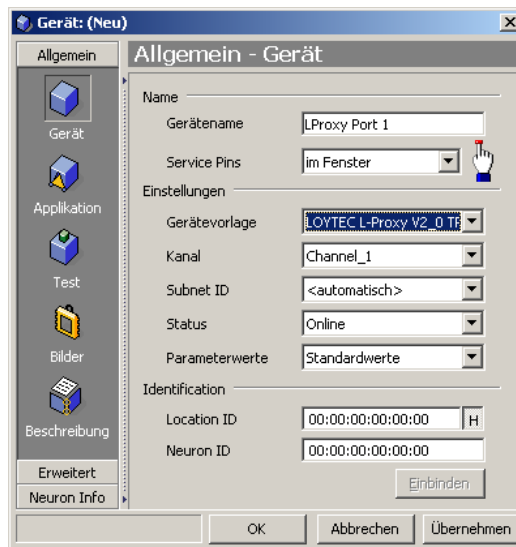 Gerät: (Neu)
Allgemein
Gerät
Applikation
Test
Bilder
Beschreibung
Erweitert
Neuron Info
Allgemein - Gerät
Name
Gerätename LProxy Port 1
Service Pins im Fenster
Einstellungen
Gerätevorlage LOYTEC L-Proxy V2_0 TP
Kanal Channel_1
Subnet ID <automatisch>
Status Online
Parameterwerte Standardwerte
Identification
Location ID 00:00:00:00:00:00 H
Neuron ID 00:00:00:00:00:00
Einbinden
OK Abbrechen Übernehmen